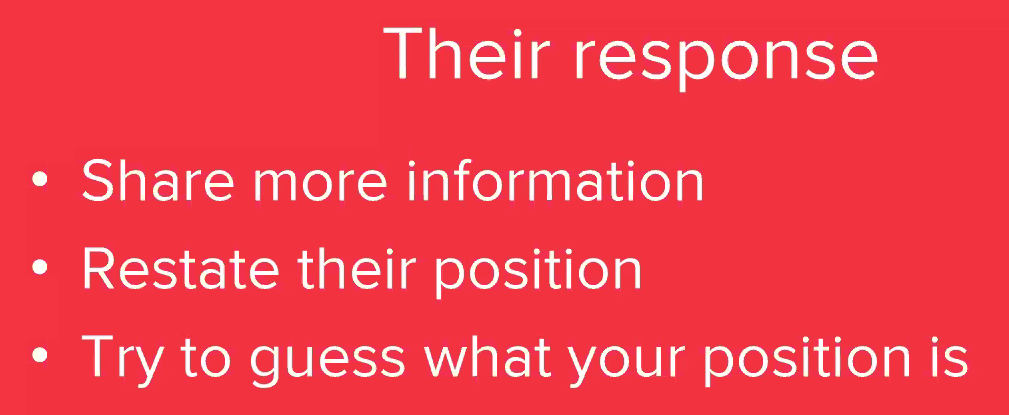 Their response
• Share more information
• Restate their position
• Try to guess what your position is